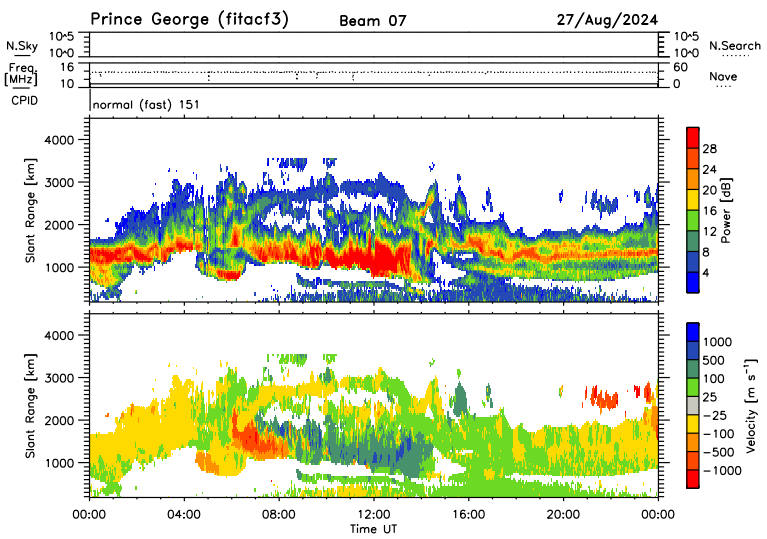 Prince George (fitacf3) Beam 07 27/Aug/2024
N.Sky 10^5 10^0 10^5 10^0 N.Search
Freq. [MHz] 16 10 60 0 Nave
CPID normal (fast) 151
Slant Range [km] 4000 3000 2000 1000
Power [dB] 28 24 20 16 12 8 4
Slant Range [km] 4000 3000 2000 1000
Velocity [m s⁻¹] 1000 500 100 25 −25 −100 −500 −1000
00:00 04:00 08:00 12:00 16:00 20:00 00:00
Time UT